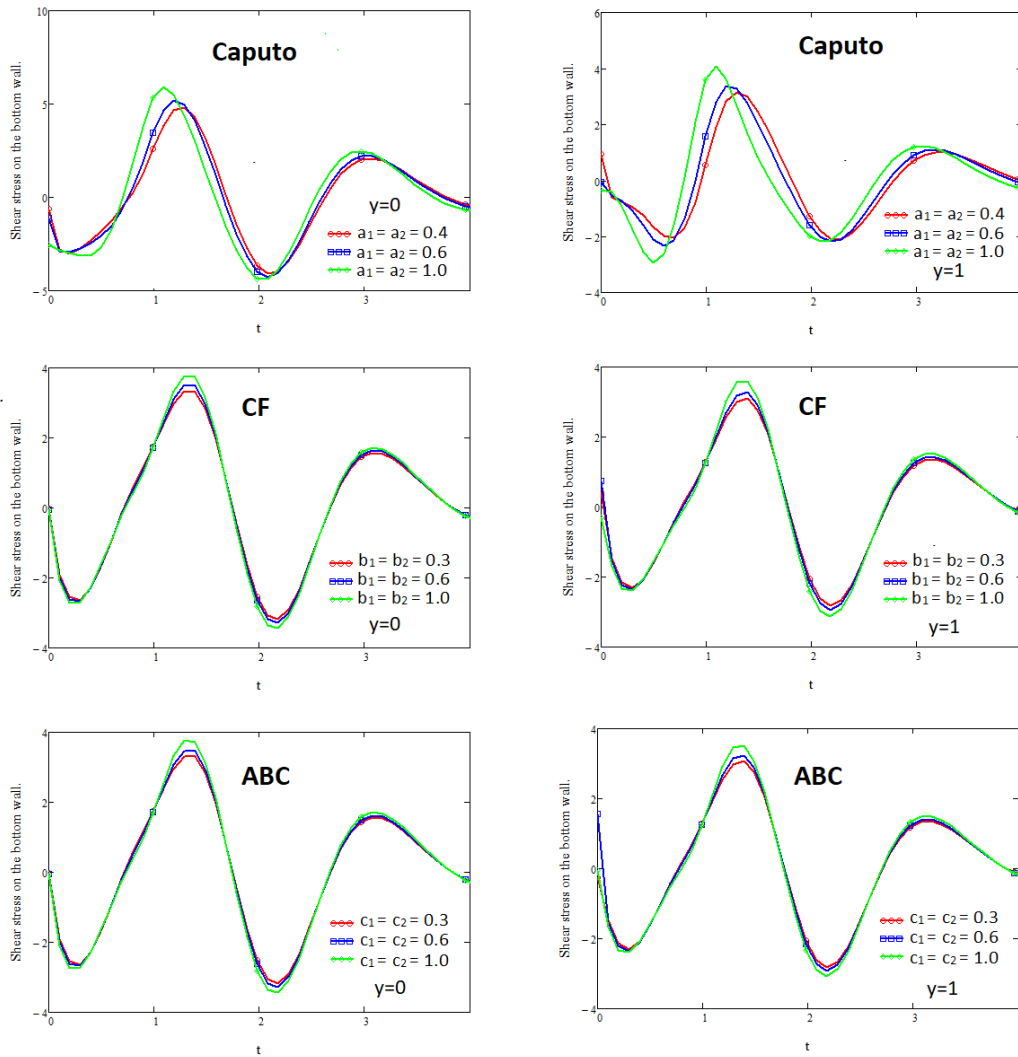 Caputo
Shear stress on the bottom wall.
10
5
0
−5
0
1
2
3
y=0
a₁ = a₂ = 0.4
a₁ = a₂ = 0.6
a₁ = a₂ = 1.0
t
Caputo
Shear stress on the bottom wall.
6
4
2
0
−2
−4
0
1
2
3
a₁ = a₂ = 0.4
a₁ = a₂ = 0.6
a₁ = a₂ = 1.0
y=1
t
CF
Shear stress on the bottom wall.
4
2
0
−2
−4
0
1
2
3
b₁ = b₂ = 0.3
b₁ = b₂ = 0.6
b₁ = b₂ = 1.0
y=0
t
CF
Shear stress on the bottom wall.
4
2
0
−2
−4
0
1
2
3
b₁ = b₂ = 0.3
b₁ = b₂ = 0.6
b₁ = b₂ = 1.0
y=1
t
ABC
Shear stress on the bottom wall.
4
2
0
−2
−4
0
1
2
3
c₁ = c₂ = 0.3
c₁ = c₂ = 0.6
c₁ = c₂ = 1.0
y=0
t
ABC
Shear stress on the bottom wall.
4
2
0
−2
−4
0
1
2
3
c₁ = c₂ = 0.3
c₁ = c₂ = 0.6
c₁ = c₂ = 1.0
y=1
t